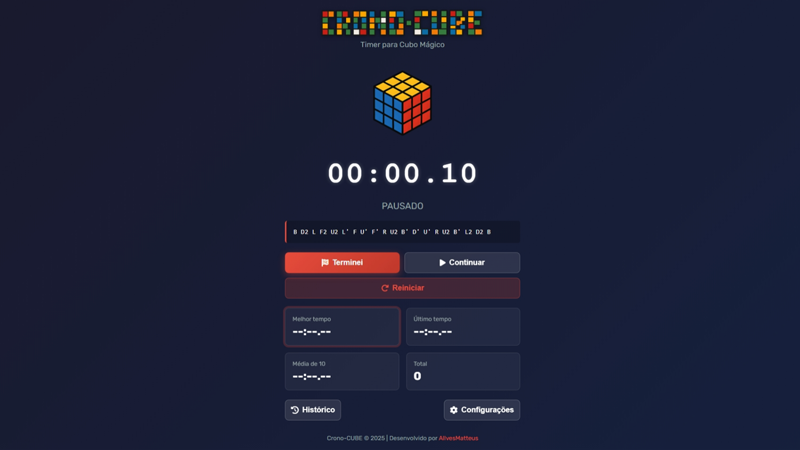 CRONO-CUBE
Timer para Cubo Mágico
00:00.10
PAUSADO
B D2 L F2 U2 L' F U' F' R U2 B' D' U' R U2 B' L2 D2 B
Terminei
Continuar
Reiniciar
Melhor tempo
--:--.--
Último tempo
--:--.--
Média de 10
--:--.--
Total
0
Histórico
Configurações
Crono-CUBE © 2025 | Desenvolvido por AllvesMatteus